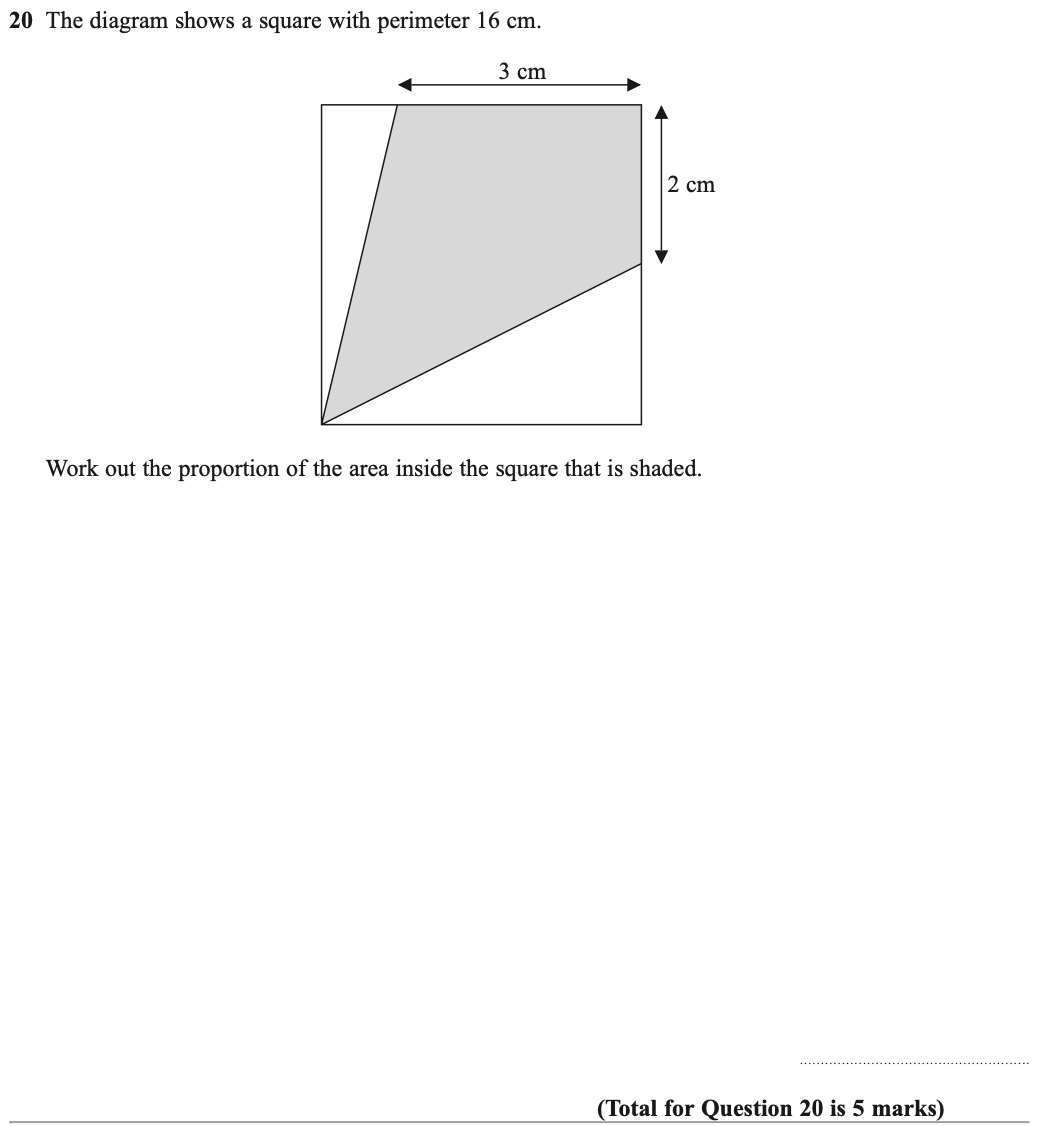 20 The diagram shows a square with perimeter 16 cm.
3 cm
2 cm
Work out the proportion of the area inside the square that is shaded.
(Total for Question 20 is 5 marks)